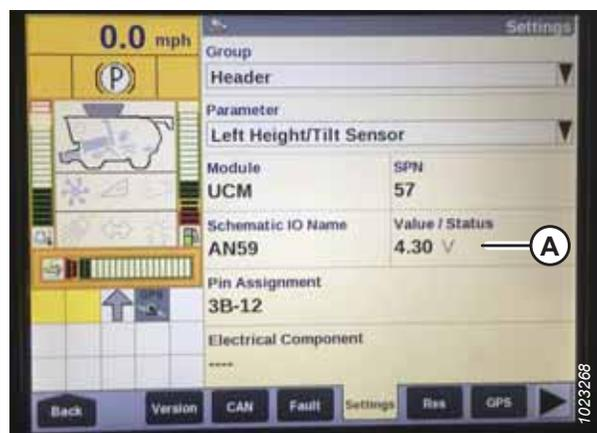 0.0 mph
(P)
Settings
Group
Header
Parameter
Left Height/Tilt Sensor
Module
UCM
SPN
57
Schematic IO Name
AN59
Value / Status
4.30 V
A
Pin Assignment
3B-12
Electrical Component
----
Back
Version
CAN
Fault
Settings
Res
GPS
1023268